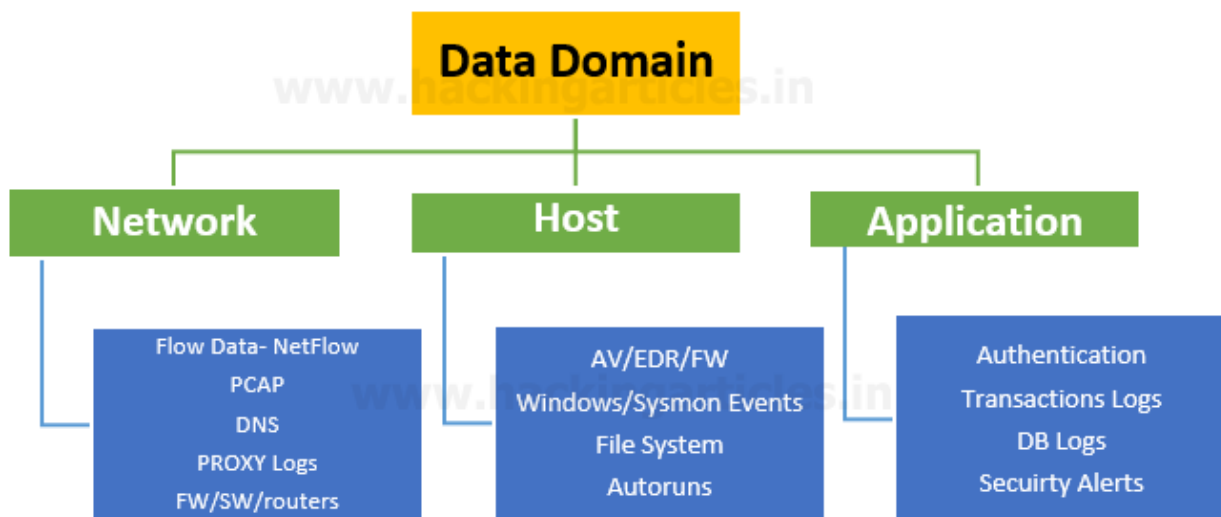 Data Domain
www.hackingarticles.in
Network
Host
Application
Flow Data- NetFlow
PCAP
DNS
PROXY Logs
FW/SW/routers
AV/EDR/FW
Windows/Sysmon Events
File System
Autoruns
Authentication
Transactions Logs
DB Logs
Secuirty Alerts
www.hackingarticles.in